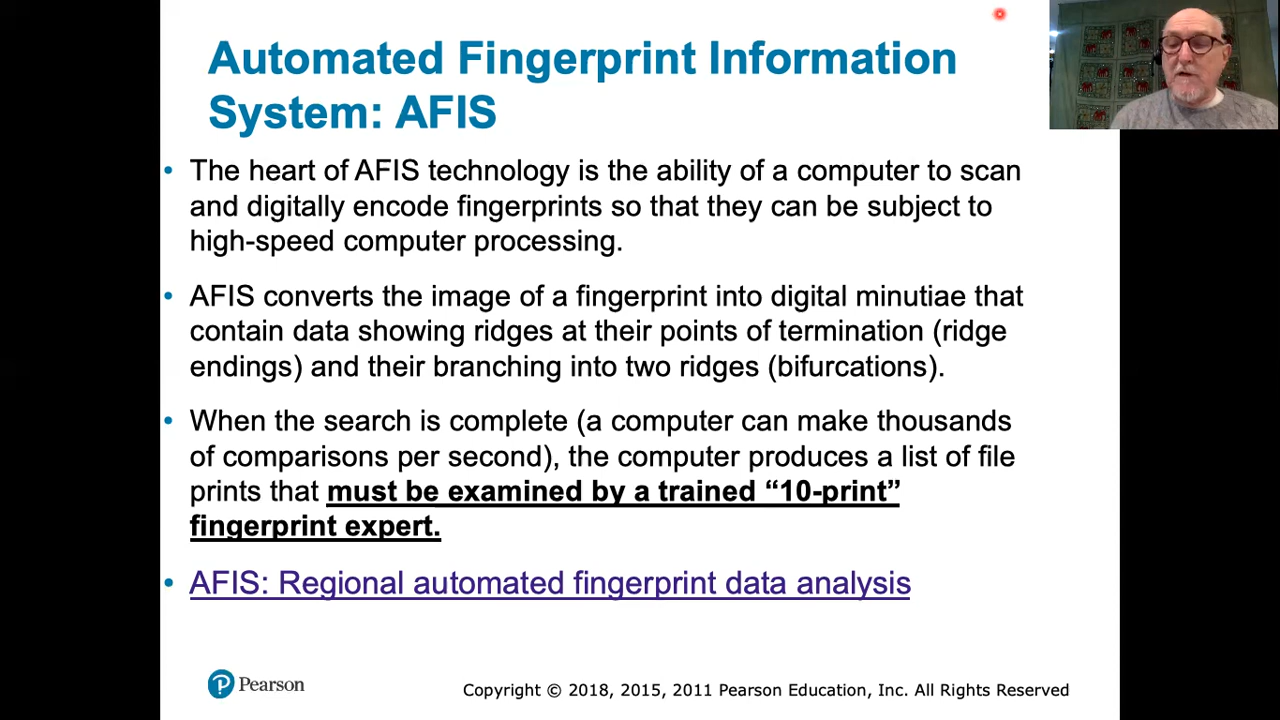 Automated Fingerprint Information
System: AFIS
• The heart of AFIS technology is the ability of a computer to scan
and digitally encode fingerprints so that they can be subject to
high-speed computer processing.
• AFIS converts the image of a fingerprint into digital minutiae that
contain data showing ridges at their points of termination (ridge
endings) and their branching into two ridges (bifurcations).
• When the search is complete (a computer can make thousands
of comparisons per second), the computer produces a list of file
prints that must be examined by a trained “10-print”
fingerprint expert.
• AFIS: Regional automated fingerprint data analysis
Pearson
Copyright © 2018, 2015, 2011 Pearson Education, Inc. All Rights Reserved